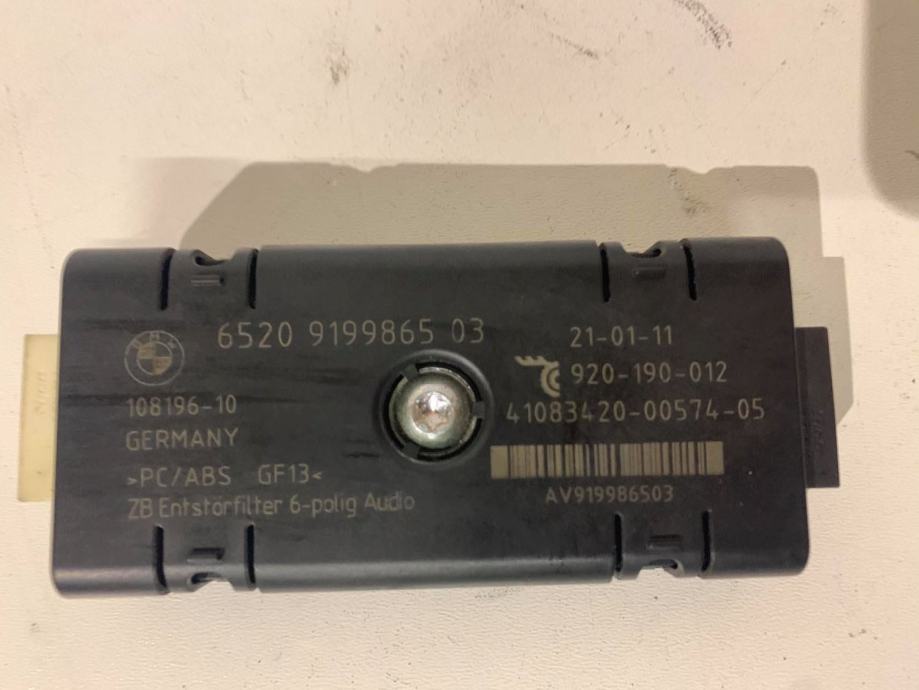 6520 9199865 03
108196-10
GERMANY
>PC/ABS GF13<
ZB Entstörfilter 6-polig Audio
21-01-11
920-190-012
41083420-00574-05
AV919986503